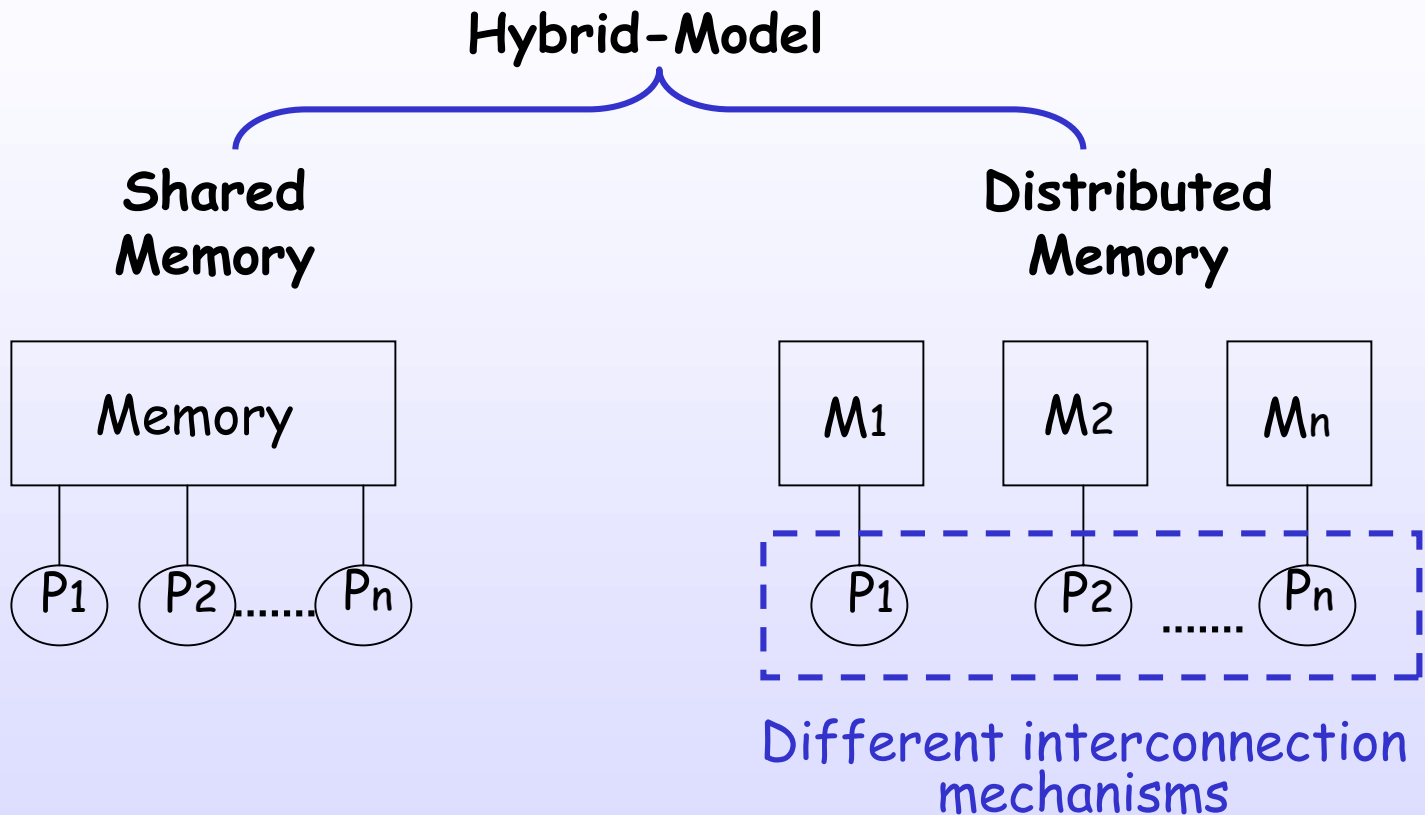 Hybrid-Model
Shared
Memory
Distributed
Memory
Memory
P1 P2 ....... Pn
M1 M2 Mn
P1 P2 ....... Pn
Different interconnection
mechanisms